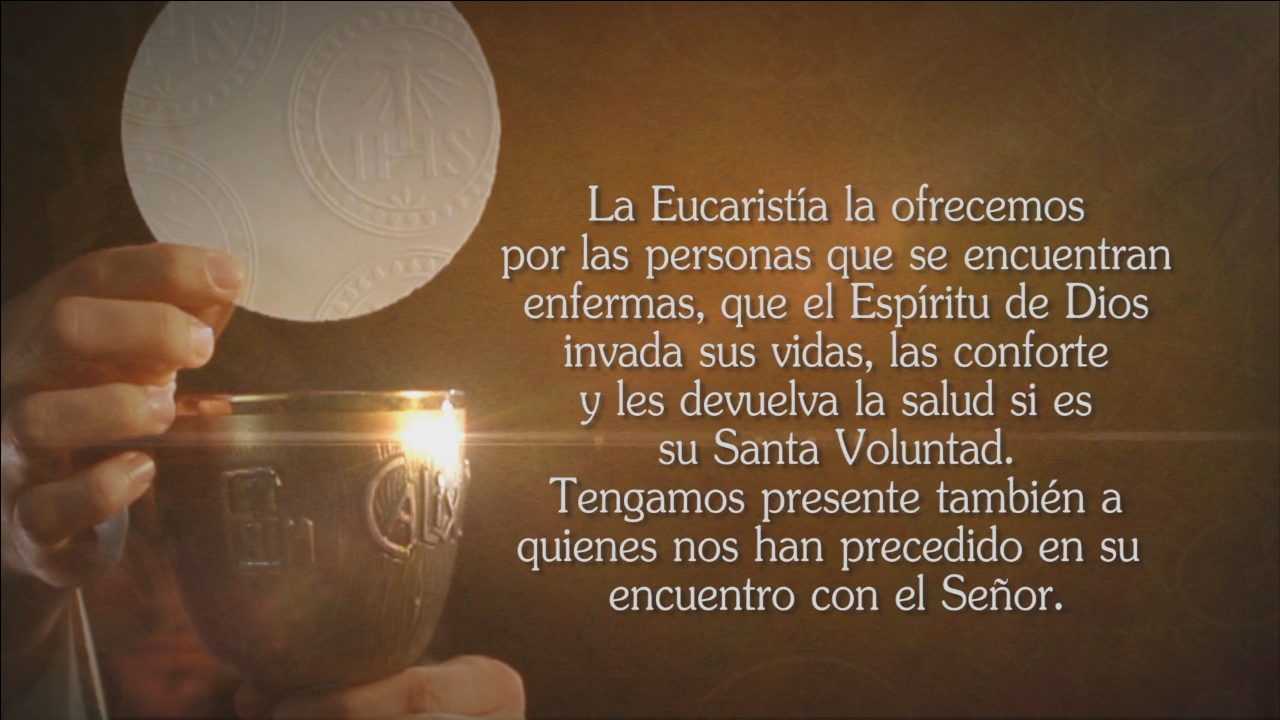 IHS
La Eucaristía la ofrecemos
por las personas que se encuentran
enfermas, que el Espíritu de Dios
invada sus vidas, las conforte
y les devuelva la salud si es
su Santa Voluntad.
Tengamos presente también a
quienes nos han precedido en su
encuentro con el Señor.